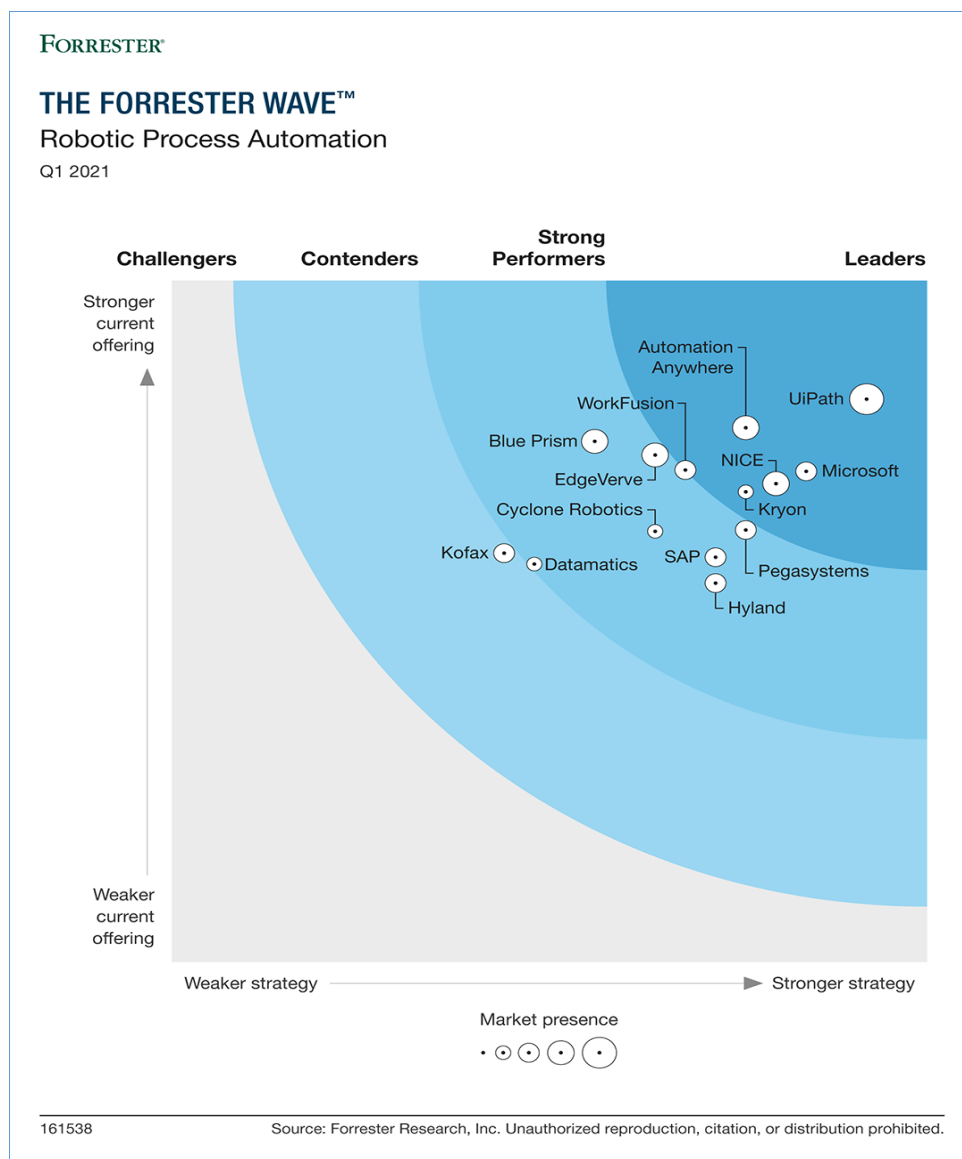 FORRESTER®
THE FORRESTER WAVE™
Robotic Process Automation
Q1 2021
Challengers
Contenders
Strong
Performers
Leaders
Stronger
current
offering
Automation
Anywhere
UiPath
WorkFusion
Blue Prism
NICE
Microsoft
EdgeVerve
Cyclone Robotics
Kryon
Kofax
Datamatics
SAP
Pegasystems
Hyland
Weaker
current
offering
Weaker strategy
Stronger strategy
Market presence
161538
Source: Forrester Research, Inc. Unauthorized reproduction, citation, or distribution prohibited.